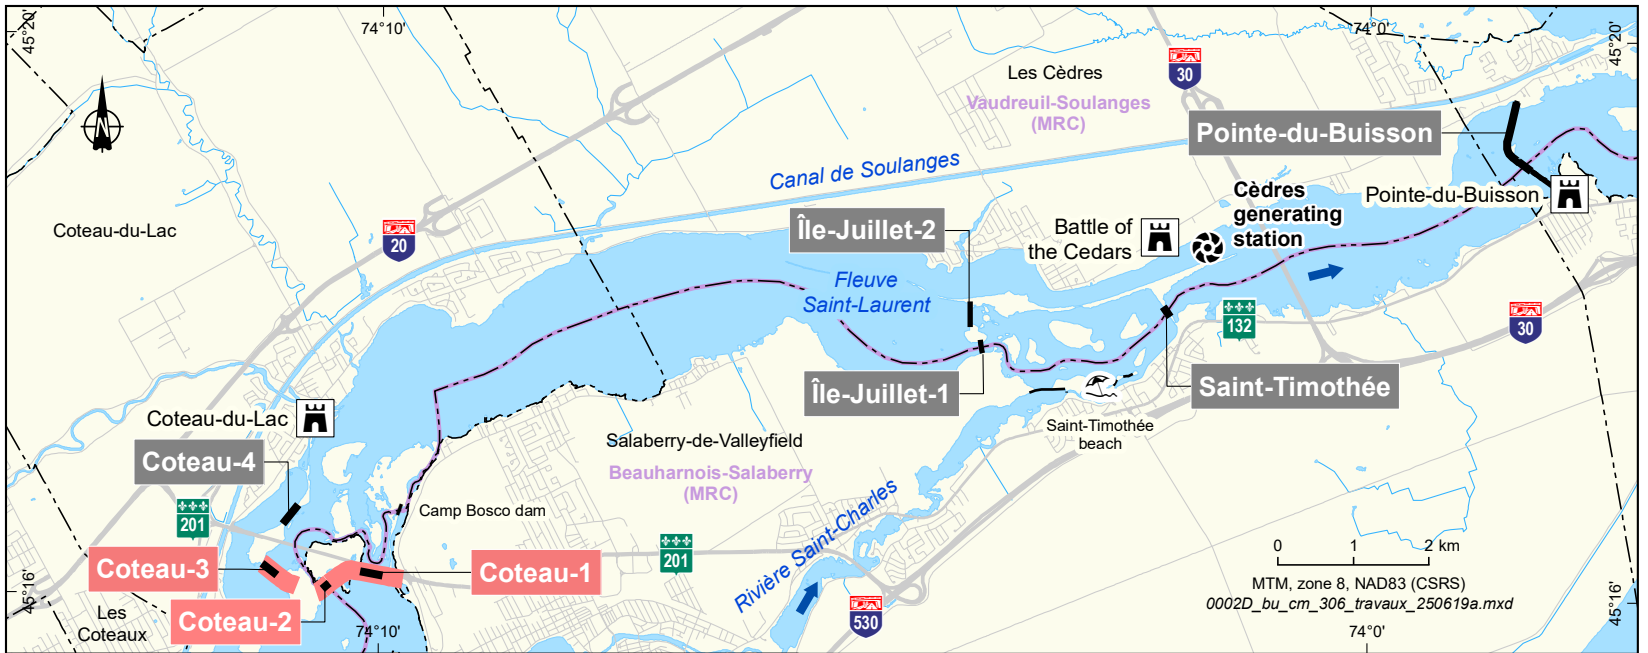 45°20'
74°10'
74°0'
45°20'
Les Cèdres
30
Vaudreuil-Soulanges
(MRC)
Pointe-du-Buisson
N
Canal de Soulanges
Cèdres
generating
station
Pointe-du-Buisson
Coteau-du-Lac
20
Île-Juillet-2
Battle of
the Cedars
Fleuve
Saint-Laurent
132
30
Île-Juillet-1
Saint-Timothée
Coteau-du-Lac
Saint-Timothée
beach
Salaberry-de-Valleyfield
Beauharnois-Salaberry
(MRC)
Coteau-4
Camp Bosco dam
201
Rivière Saint-Charles
201
0 1 2 km
Coteau-3
Coteau-1
MTM, zone 8, NAD83 (CSRS)
0002D_bu_cm_306_travaux_250619a.mxd
45°16'
45°16'
Les
Coteaux
Coteau-2
530
74°10'
74°0'